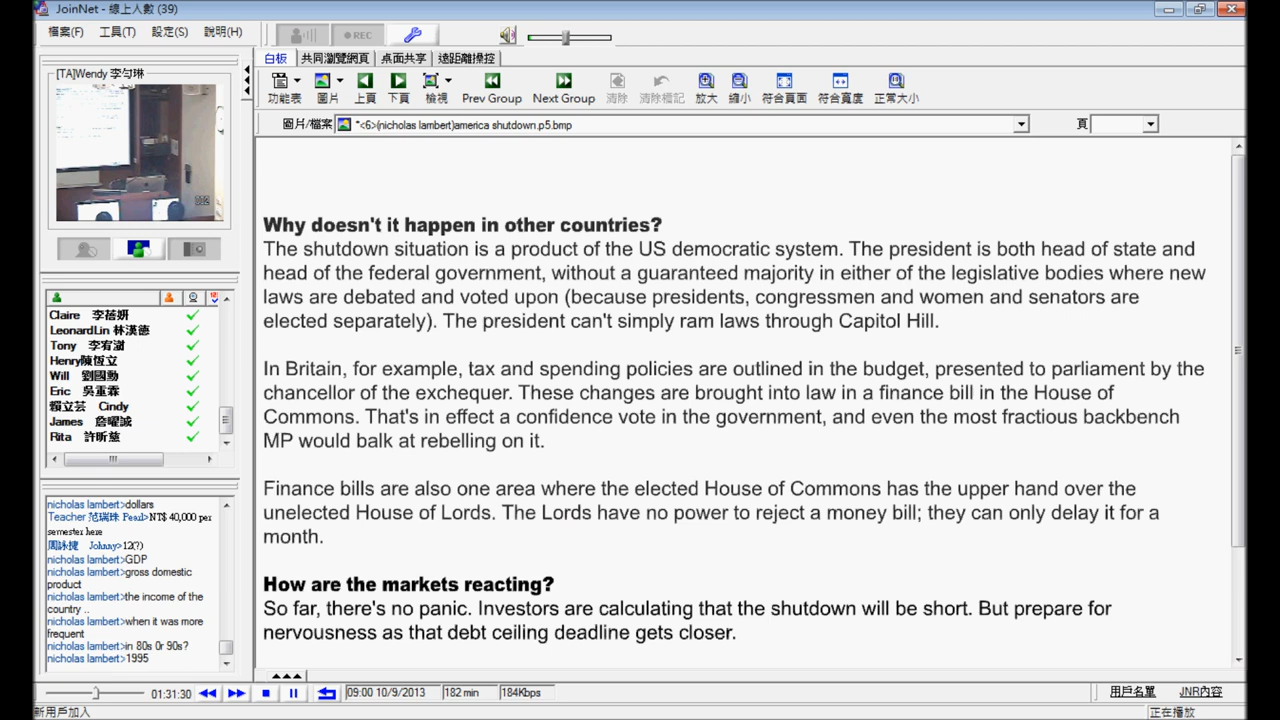 JoinNet - 線上人數 (39)
檔案(F) 工具(T) 設定(S) 說明(H)
REC
[TA]Wendy 李勻琳
白板 共同瀏覽網頁 桌面共享 遠距離操控
功能表 圖片 上頁 下頁 檢視 Prev Group Next Group 清除 清除標記 放大 縮小 符合頁面 符合寬度 正常大小
圖片/檔案 *<6>(nicholas lambert)america shutdown.p5.bmp 頁
Claire 李蓓妍
LeonardLin 林漢德
Tony 李宥澍
Henry陳恆立
Will 劉國勳
Eric 吳重霖
賴立芸 Cindy
James 詹曜誠
Rita 許昕慈
nicholas lambert>dollars
Teacher 范瑞珠 Pearl>NT$ 40,000 per
semester here
周詠捷 Johnny>12(?)
nicholas lambert>GDP
nicholas lambert>gross domestic
product
nicholas lambert>the income of the
country ..
nicholas lambert>when it was more
frequent
nicholas lambert>in 80s 0r 90s?
nicholas lambert>1995
Why doesn't it happen in other countries?
The shutdown situation is a product of the US democratic system. The president is both head of state and
head of the federal government, without a guaranteed majority in either of the legislative bodies where new
laws are debated and voted upon (because presidents, congressmen and women and senators are
elected separately). The president can't simply ram laws through Capitol Hill.
In Britain, for example, tax and spending policies are outlined in the budget, presented to parliament by the
chancellor of the exchequer. These changes are brought into law in a finance bill in the House of
Commons. That's in effect a confidence vote in the government, and even the most fractious backbench
MP would balk at rebelling on it.
Finance bills are also one area where the elected House of Commons has the upper hand over the
unelected House of Lords. The Lords have no power to reject a money bill; they can only delay it for a
month.
How are the markets reacting?
So far, there's no panic. Investors are calculating that the shutdown will be short. But prepare for
nervousness as that debt ceiling deadline gets closer.
01:31:30 09:00 10/9/2013 182 min 184Kbps 用戶名單 JNR內容
新用戶加入 正在播放